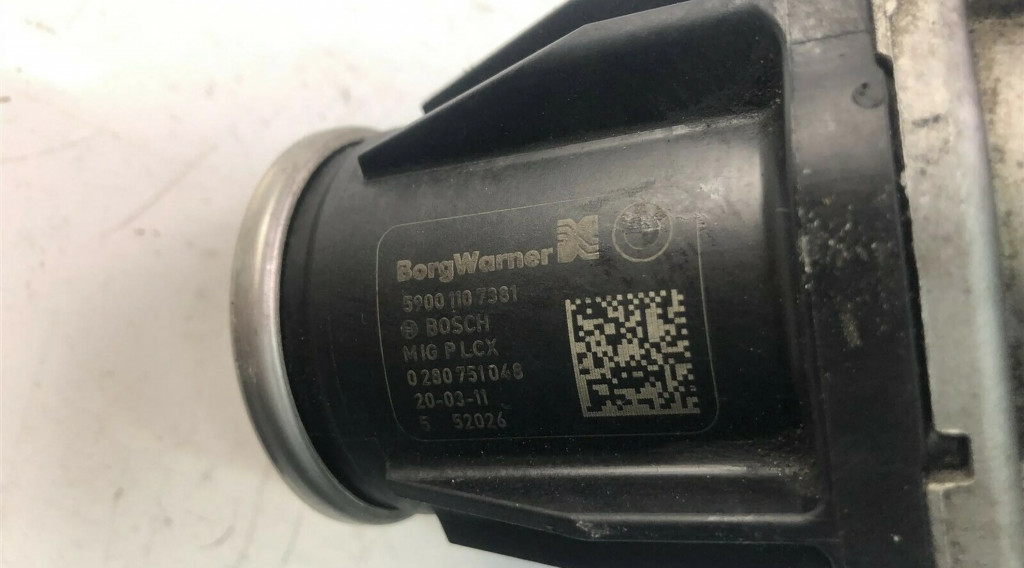 BorgWarner
5900 110 7381
BOSCH
MIG P LCX
0 280 751 048
20-03-11
5 52026